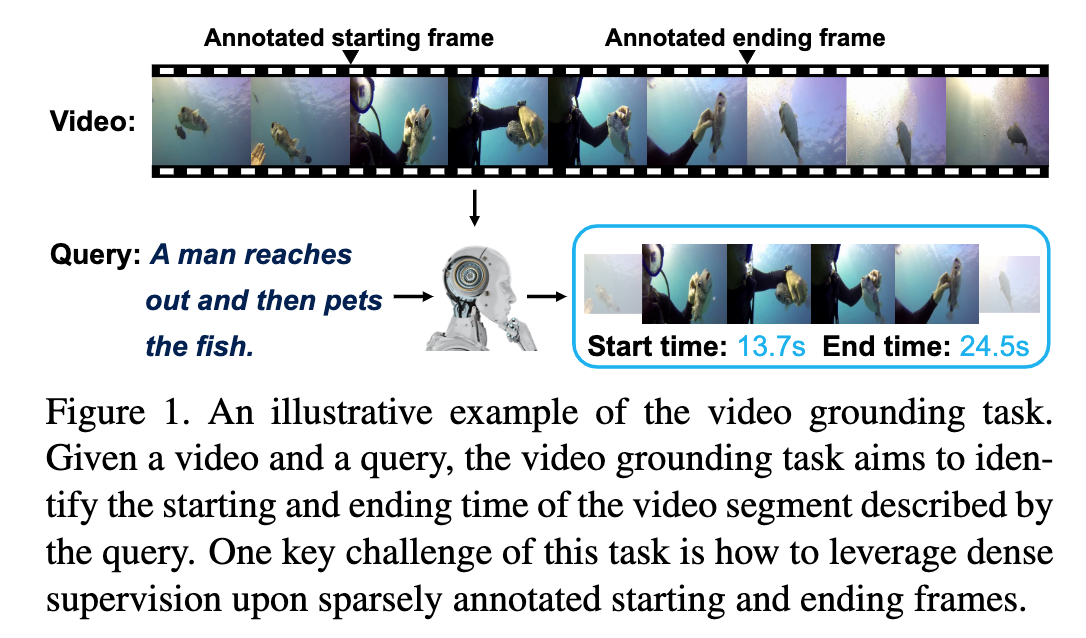 Annotated starting frame Annotated ending frame
Video:
Query: A man reaches
out and then pets
the fish.
Start time: 13.7s End time: 24.5s
Figure 1. An illustrative example of the video grounding task.
Given a video and a query, the video grounding task aims to iden-
tify the starting and ending time of the video segment described by
the query. One key challenge of this task is how to leverage dense
supervision upon sparsely annotated starting and ending frames.